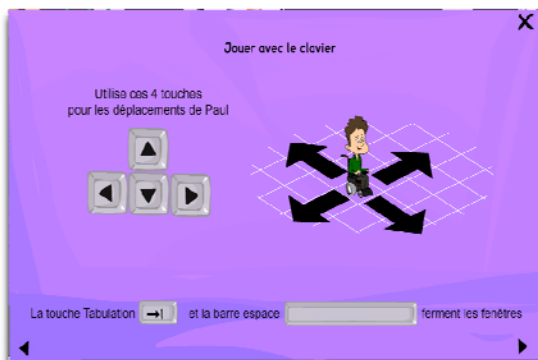 Jouer avec le clavier
Utilise ces 4 touches
pour les déplacements de Paul
La touche Tabulation et la barre espace ferment les fenêtres